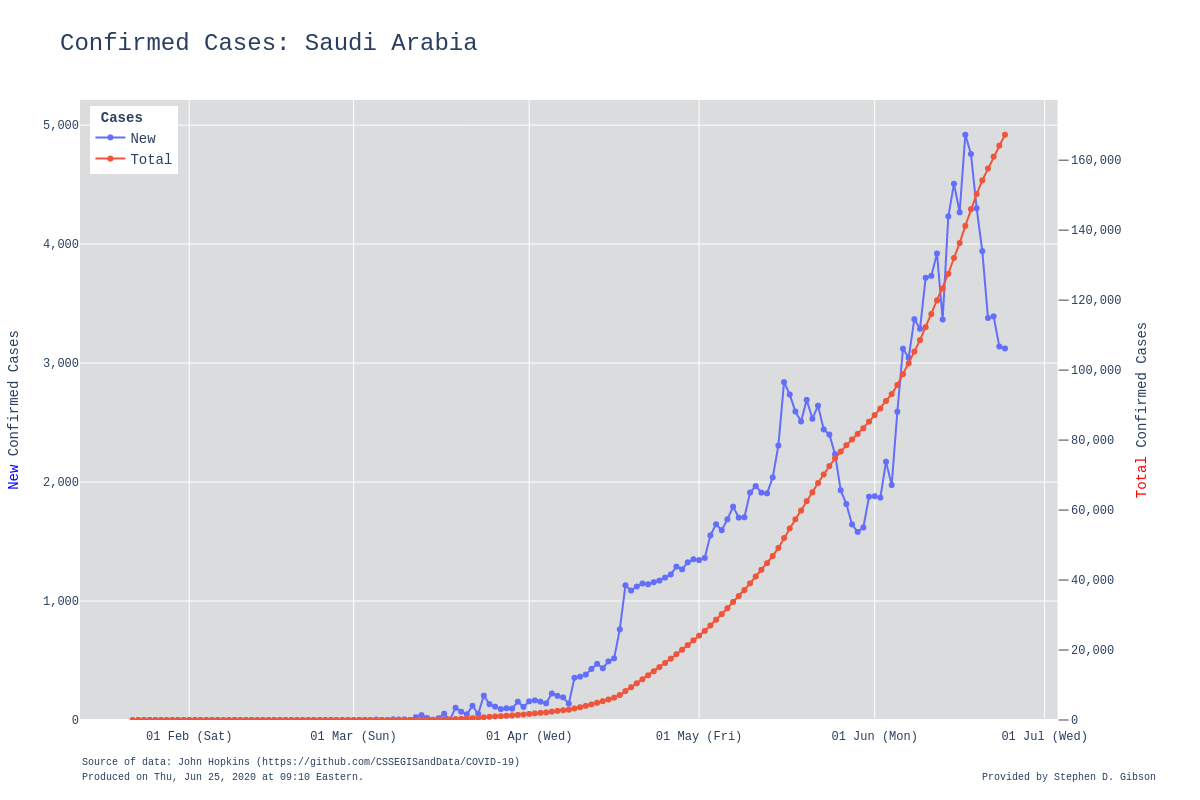 Confirmed Cases: Saudi Arabia
Cases
New
Total
5,000
4,000
3,000
2,000
1,000
0
160,000
140,000
120,000
100,000
80,000
60,000
40,000
20,000
0
New Confirmed Cases
Total Confirmed Cases
01 Feb (Sat)
01 Mar (Sun)
01 Apr (Wed)
01 May (Fri)
01 Jun (Mon)
01 Jul (Wed)
Source of data: John Hopkins (https://github.com/CSSEGISandData/COVID-19)
Produced on Thu, Jun 25, 2020 at 09:10 Eastern.
Provided by Stephen D. Gibson